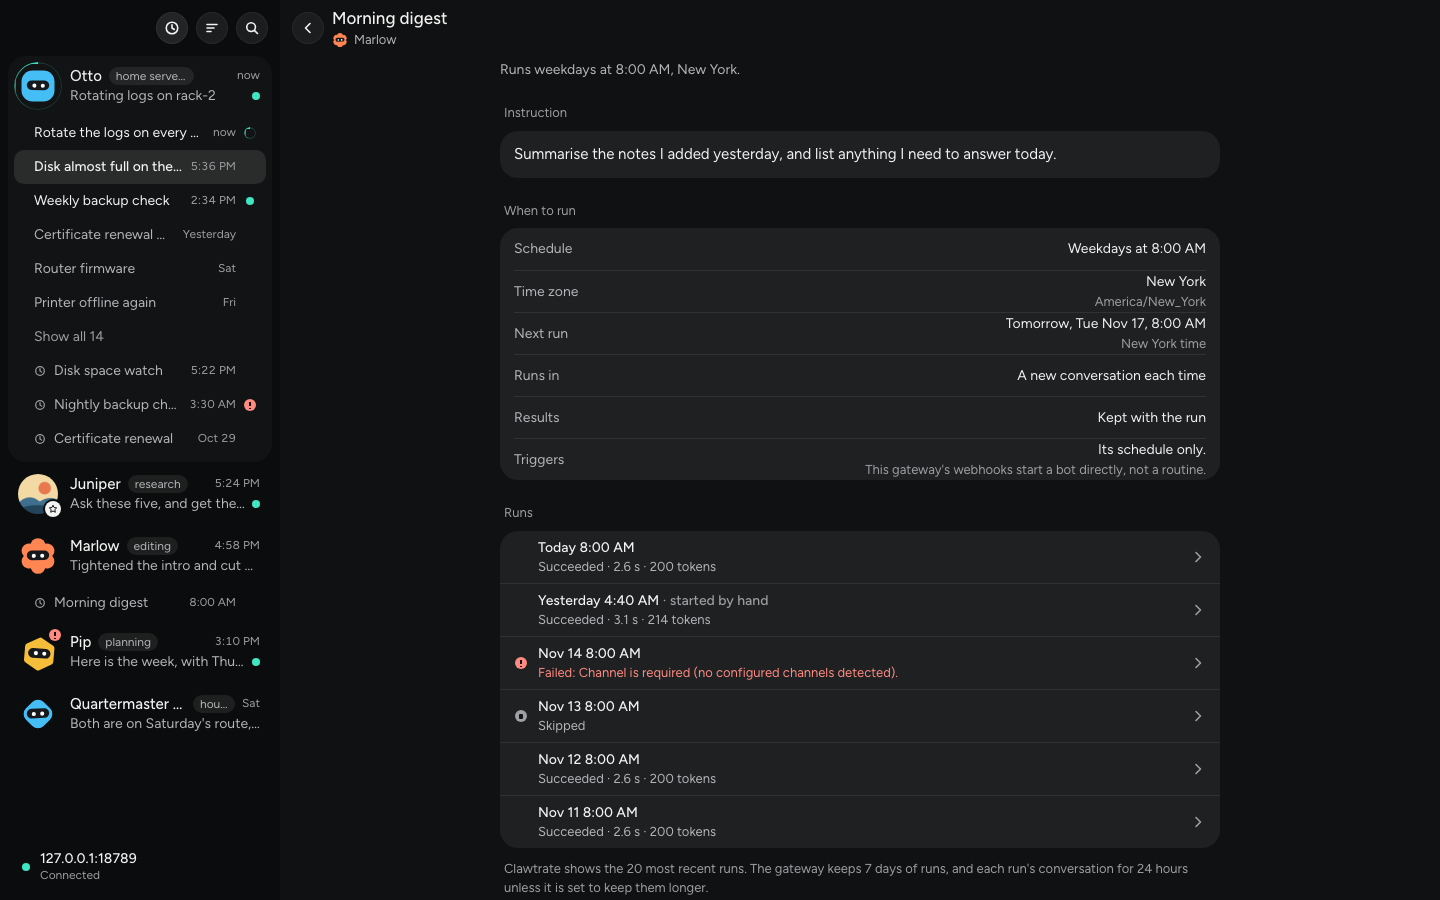 Otto home serve... now
Rotating logs on rack-2
Rotate the logs on every ... now
Disk almost full on the... 5:36 PM
Weekly backup check 2:34 PM
Certificate renewal ... Yesterday
Router firmware Sat
Printer offline again Fri
Show all 14
Disk space watch 5:22 PM
Nightly backup ch... 3:30 AM
Certificate renewal Oct 29
Juniper research 5:24 PM
Ask these five, and get the...
Marlow editing 4:58 PM
Tightened the intro and cut ...
Morning digest 8:00 AM
Pip planning 3:10 PM
Here is the week, with Thu...
Quartermaster ... hou... Sat
Both are on Saturday's route,...
127.0.0.1:18789
Connected
Morning digest
Marlow
Runs weekdays at 8:00 AM, New York.
Instruction
Summarise the notes I added yesterday, and list anything I need to answer today.
When to run
Schedule Weekdays at 8:00 AM
Time zone New York
America/New_York
Next run Tomorrow, Tue Nov 17, 8:00 AM
New York time
Runs in A new conversation each time
Results Kept with the run
Triggers Its schedule only.
This gateway's webhooks start a bot directly, not a routine.
Runs
Today 8:00 AM
Succeeded · 2.6 s · 200 tokens
Yesterday 4:40 AM · started by hand
Succeeded · 3.1 s · 214 tokens
Nov 14 8:00 AM
Failed: Channel is required (no configured channels detected).
Nov 13 8:00 AM
Skipped
Nov 12 8:00 AM
Succeeded · 2.6 s · 200 tokens
Nov 11 8:00 AM
Succeeded · 2.6 s · 200 tokens
Clawtrate shows the 20 most recent runs. The gateway keeps 7 days of runs, and each run's conversation for 24 hours
unless it is set to keep them longer.